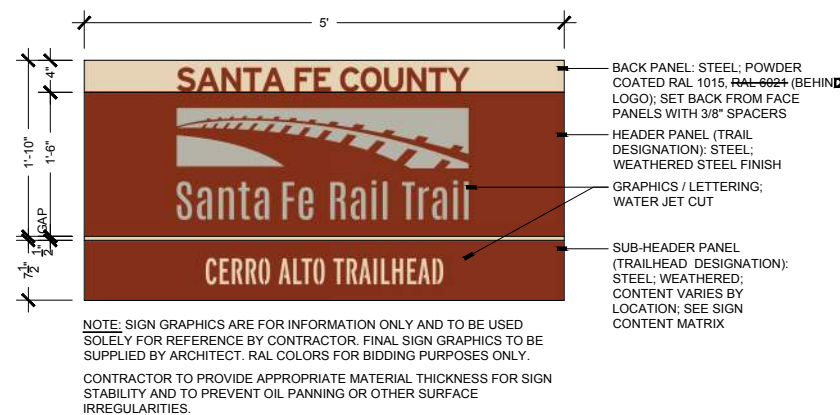 5'
4"
1'-10"
1'-6"
GAP
1/2"
7 1/2"
SANTA FE COUNTY
Santa Fe Rail Trail
CERRO ALTO TRAILHEAD
BACK PANEL: STEEL; POWDER
COATED RAL 1015, RAL 6021 (BEHIND
LOGO); SET BACK FROM FACE
PANELS WITH 3/8" SPACERS
HEADER PANEL (TRAIL
DESIGNATION): STEEL;
WEATHERED STEEL FINISH
GRAPHICS / LETTERING;
WATER JET CUT
SUB-HEADER PANEL
(TRAILHEAD DESIGNATION):
STEEL; WEATHERED;
CONTENT VARIES BY
LOCATION; SEE SIGN
CONTENT MATRIX
NOTE: SIGN GRAPHICS ARE FOR INFORMATION ONLY AND TO BE USED
SOLELY FOR REFERENCE BY CONTRACTOR. FINAL SIGN GRAPHICS TO BE
SUPPLIED BY ARCHITECT. RAL COLORS FOR BIDDING PURPOSES ONLY.
CONTRACTOR TO PROVIDE APPROPRIATE MATERIAL THICKNESS FOR SIGN
STABILITY AND TO PREVENT OIL PANNING OR OTHER SURFACE
IRREGULARITIES.